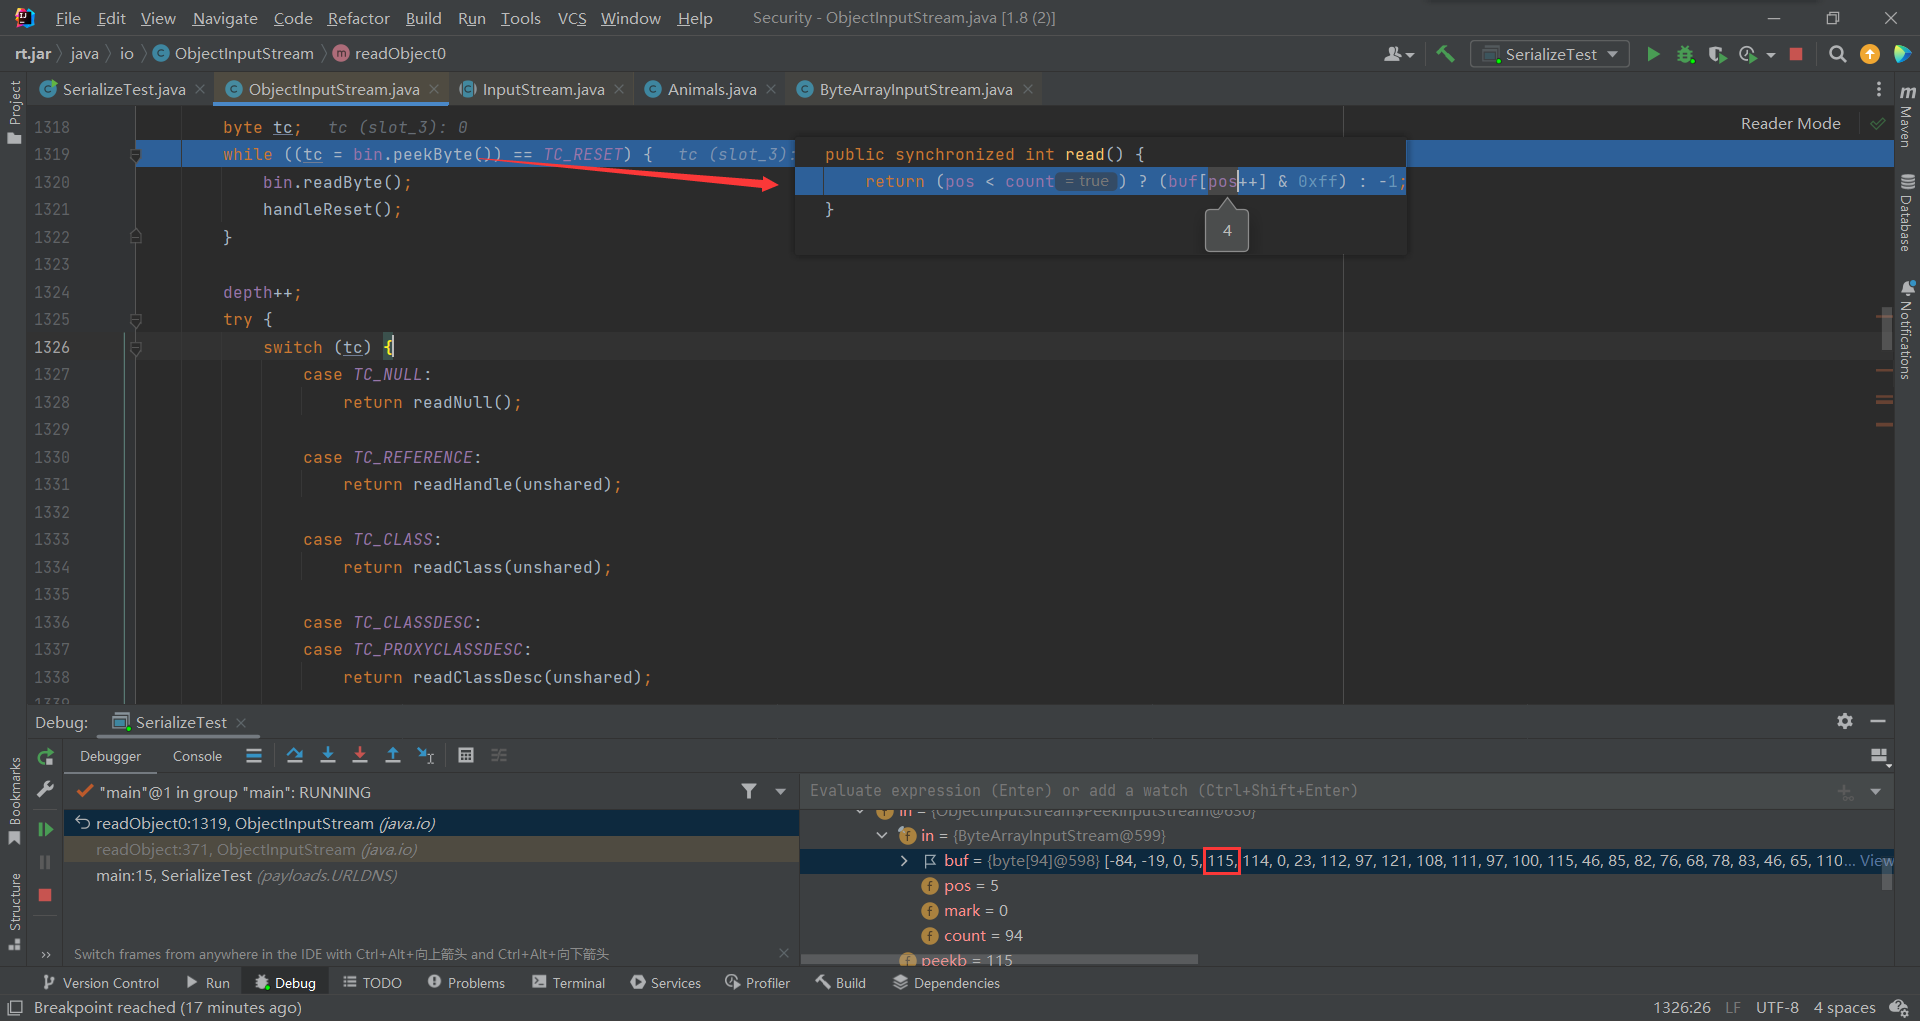 File Edit View Navigate Code Refactor Build Run Tools VCS Window Help Security - ObjectInputStream.java [1.8 (2)]
rt.jar java io ObjectInputStream readObject0 SerializeTest
SerializeTest.java ObjectInputStream.java InputStream.java Animals.java ByteArrayInputStream.java
Reader Mode
1318 byte tc; tc (slot_3): 0
1319 while ((tc = bin.peekByte()) == TC_RESET) { tc (slot_3):
1320 bin.readByte();
1321 handleReset();
1322 }
1323
1324 depth++;
1325 try {
1326 switch (tc) {
1327 case TC_NULL:
1328 return readNull();
1329
1330 case TC_REFERENCE:
1331 return readHandle(unshared);
1332
1333 case TC_CLASS:
1334 return readClass(unshared);
1335
1336 case TC_CLASSDESC:
1337 case TC_PROXYCLASSDESC:
1338 return readClassDesc(unshared);
1339
public synchronized int read() {
return (pos < count = true ) ? (buf[pos++] & 0xff) : -1;
}
4
Project
Bookmarks
Structure
Maven
Database
Notifications
Debug: SerializeTest
Debugger Console
"main"@1 in group "main": RUNNING
readObject0:1319, ObjectInputStream (java.io)
readObject:371, ObjectInputStream (java.io)
main:15, SerializeTest (payloads.URLDNS)
Switch frames from anywhere in the IDE with Ctrl+Alt+向上箭头 and Ctrl+Alt+向下箭头
Evaluate expression (Enter) or add a watch (Ctrl+Shift+Enter)
in = {ObjectInputStream$PeekInputStream@630}
in = {ByteArrayInputStream@599}
buf = {byte[94]@598} [-84, -19, 0, 5, 115, 114, 0, 23, 112, 97, 121, 108, 111, 97, 100, 115, 46, 85, 82, 76, 68, 78, 83, 46, 65, 110... View
pos = 5
mark = 0
count = 94
peekb = 115
Version Control Run Debug TODO Problems Terminal Services Profiler Build Dependencies
Breakpoint reached (17 minutes ago) 1326:26 LF UTF-8 4 spaces